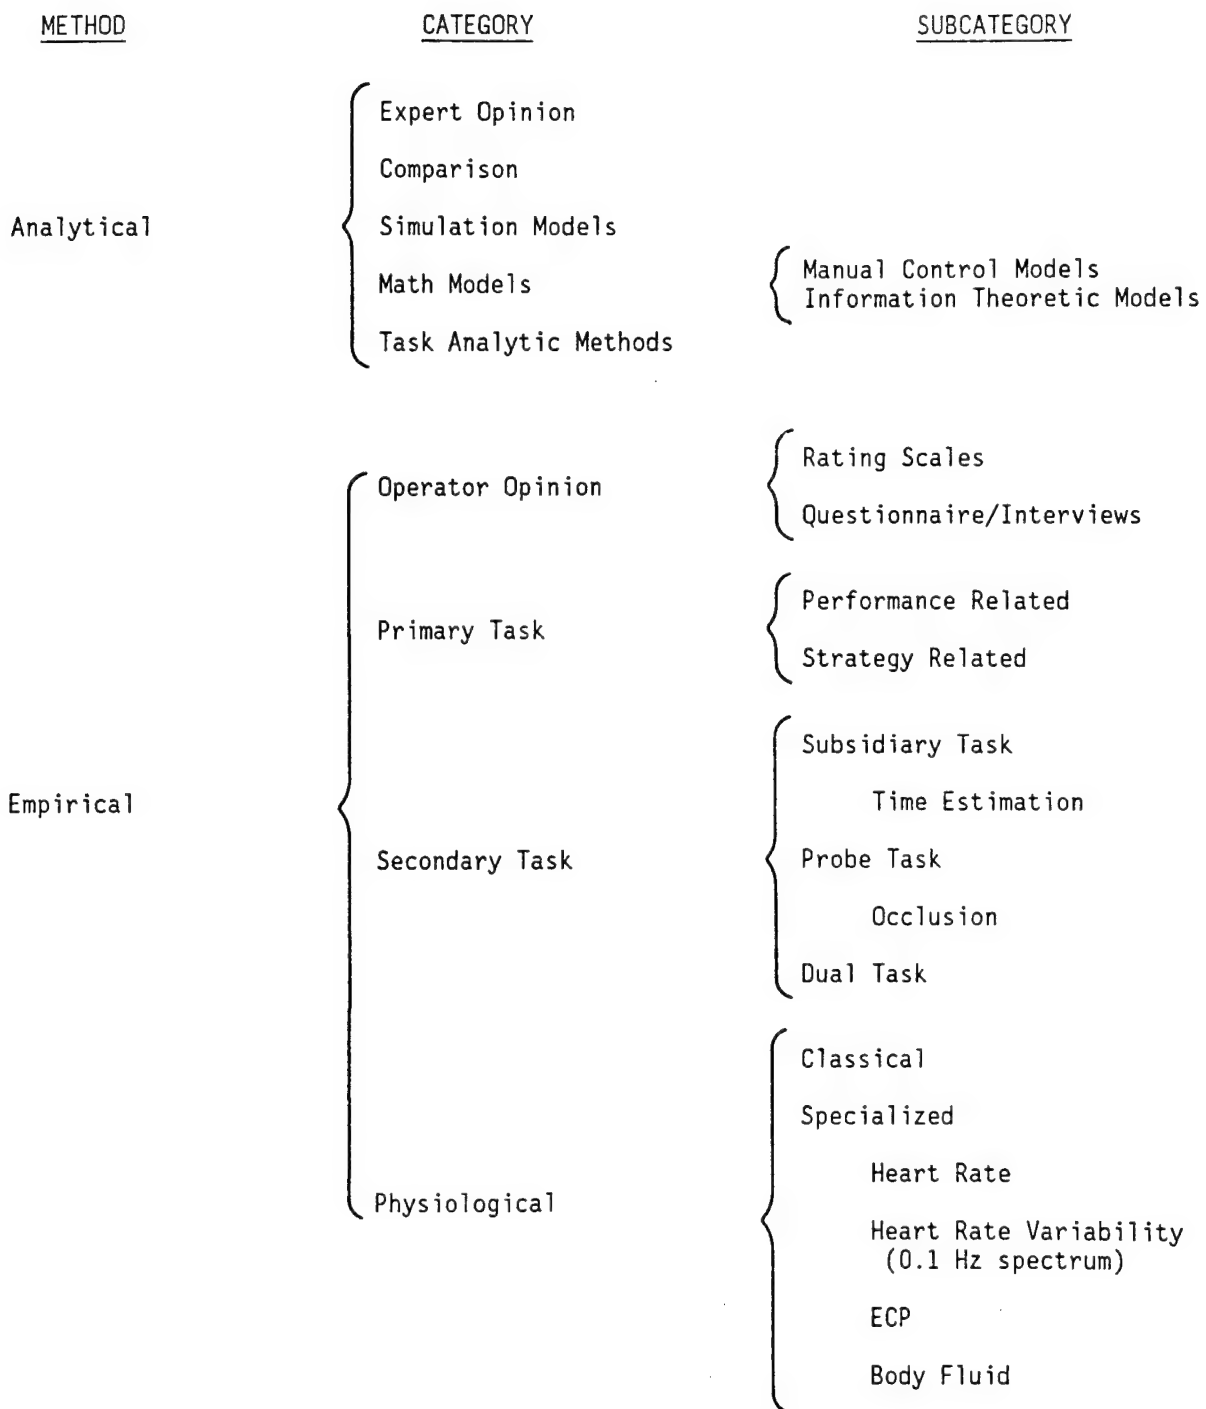 METHOD CATEGORY SUBCATEGORY
Expert Opinion
Comparison
Analytical Simulation Models
Manual Control Models
Math Models
Information Theoretic Models
Task Analytic Methods
Rating Scales
Operator Opinion
Questionnaire/Interviews
Performance Related
Primary Task
Strategy Related
Subsidiary Task
Time Estimation
Empirical
Secondary Task Probe Task
Occlusion
Dual Task
Classical
Specialized
Heart Rate
Physiological
Heart Rate Variability
(0.1 Hz spectrum)
ECP
Body Fluid